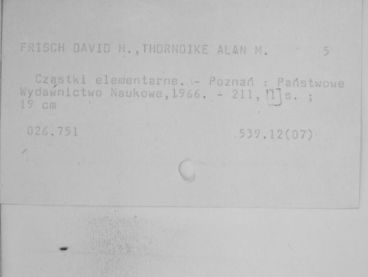 FRISCH DAVID H.,THORNDIKE ALAN M. 5
Cząstki elementarne. - Poznań : Państwowe
Wydawnictwo Naukowe,1966. - 211,[1]s. ;
19 cm
026.751 539.12(07)